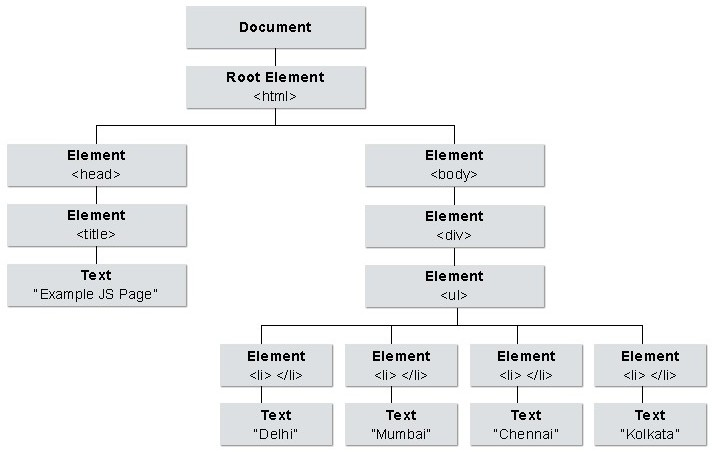 Document
Root Element
<html>
Element
<head>
Element
<body>
Element
<title>
Element
<div>
Text
"Example JS Page"
Element
<ul>
Element
<li> </li>
Element
<li> </li>
Element
<li> </li>
Element
<li> </li>
Text
"Delhi"
Text
"Mumbai"
Text
"Chennai"
Text
"Kolkata"